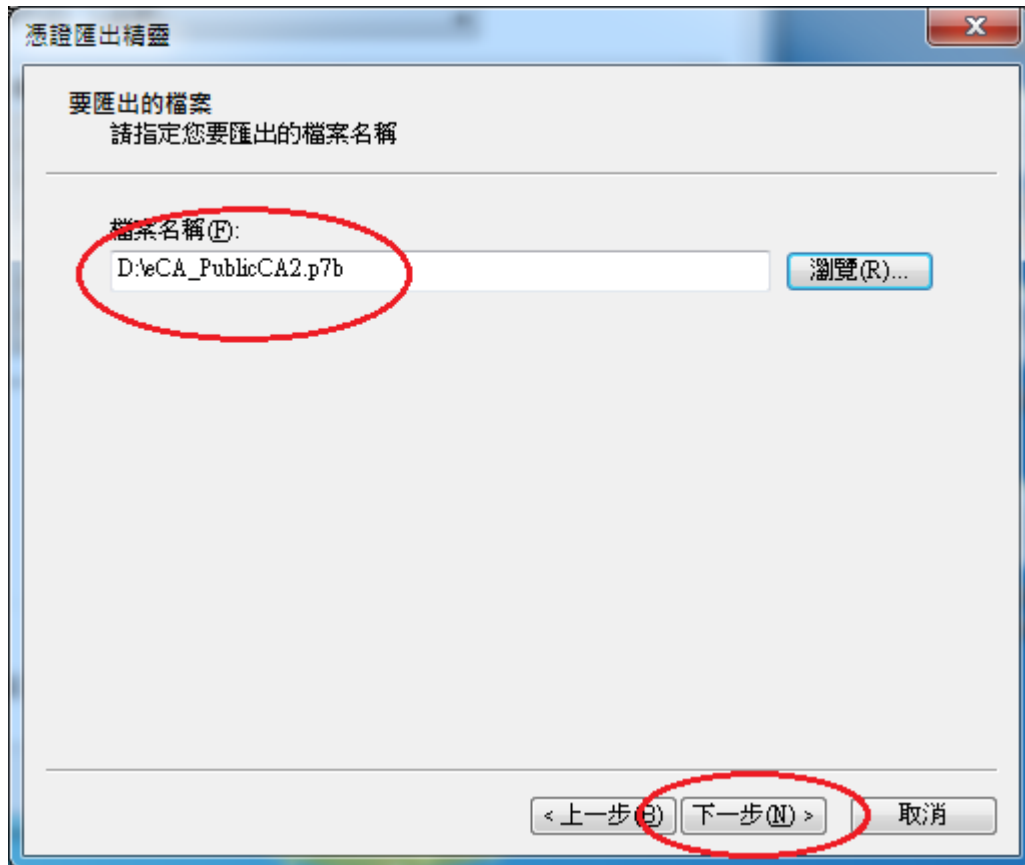 憑證匯出精靈
要匯出的檔案
請指定您要匯出的檔案名稱
檔案名稱(F):
D:\eCA_PublicCA2.p7b
瀏覽(R)...
<上一步(B) 下一步(N) > 取消